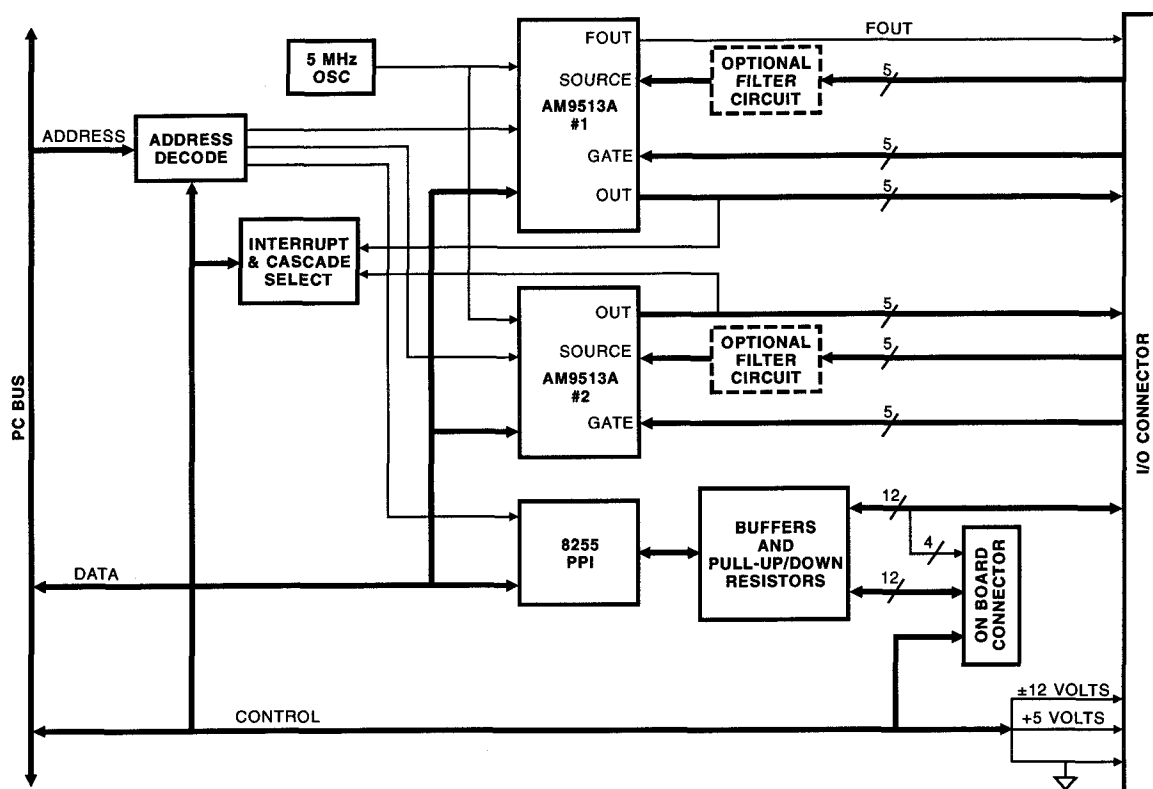 FOUT
FOUT
5 MHz
OSC
OPTIONAL
FILTER
CIRCUIT
5
SOURCE
AM9513A
#1
ADDRESS
ADDRESS
DECODE
GATE
5
OUT
5
INTERRUPT
& CASCADE
SELECT
OUT
5
SOURCE
OPTIONAL
FILTER
CIRCUIT
5
AM9513A
#2
GATE
5
PC BUS
I/O CONNECTOR
8255
PPI
BUFFERS
AND
PULL-UP/DOWN
RESISTORS
12
4
12
ON BOARD
CONNECTOR
DATA
CONTROL
±12 VOLTS
+5 VOLTS